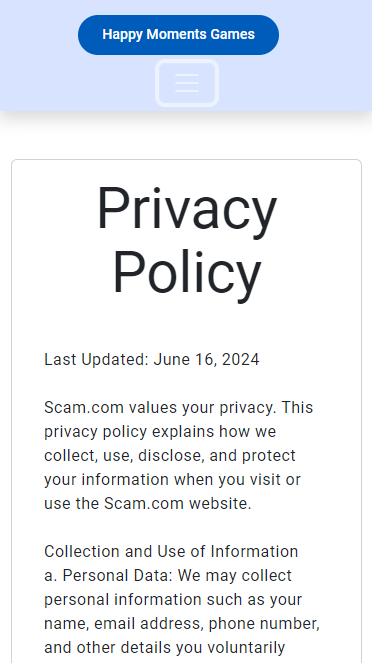 Happy Moments Games
Privacy
Policy
Last Updated: June 16, 2024
Scam.com values your privacy. This
privacy policy explains how we
collect, use, disclose, and protect
your information when you visit or
use the Scam.com website.
Collection and Use of Information
a. Personal Data: We may collect
personal information such as your
name, email address, phone number,
and other details you voluntarily